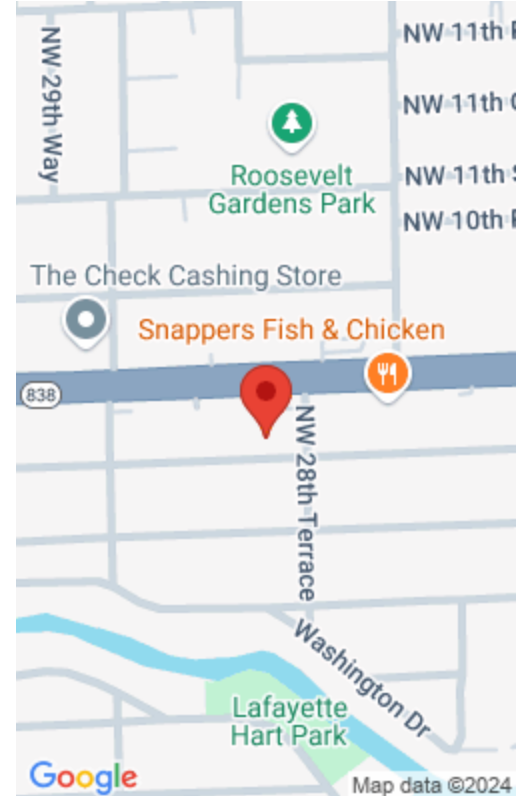 NW 11th
NW 29th Way
NW 11th
Roosevelt
Gardens Park
NW 11th
NW 10th
The Check Cashing Store
Snappers Fish & Chicken
838
NW 28th Terrace
Washington Dr
Lafayette
Hart Park
Google
Map data ©2024